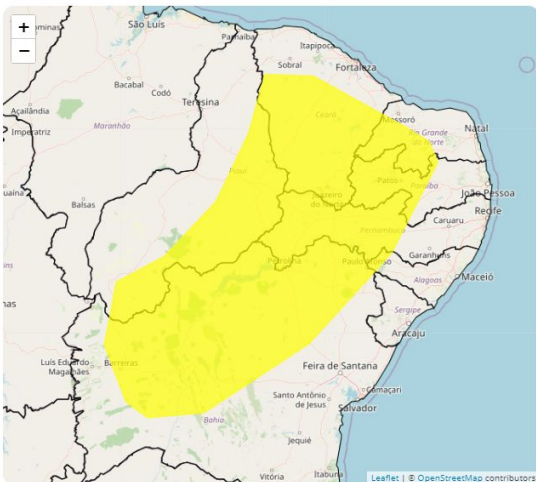 +
−
São Luís
Parnaíba
Itapipoca
Sobral
Fortaleza
Bacabal
Codó
Teresina
Ceará
Mossoró
Açailândia
Imperatriz
Maranhão
Rio Grande
do Norte
Natal
Piauí
Patos
Paraíba
João Pessoa
Balsas
Juazeiro
do Norte
Recife
Pernambuco
Caruaru
Petrolina
Paulo Afonso
Garanhuns
Alagoas
Maceió
Sergipe
Aracaju
Luís Eduardo
Magalhães
Barreiras
Feira de Santana
Santo Antônio
de Jesus
Camaçari
Salvador
Bahia
Jequié
Vitória
Itabuna
Leaflet | © OpenStreetMap contributors